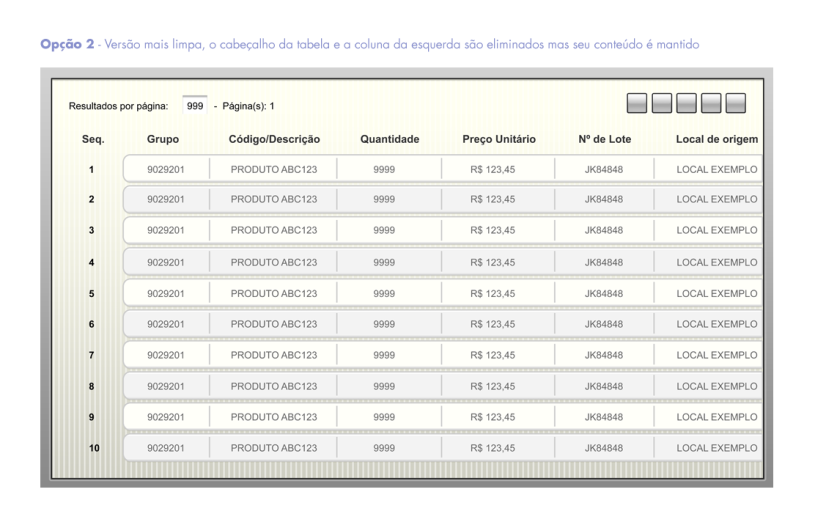 Opção 2 - Versão mais limpa, o cabeçalho da tabela e a coluna da esquerda são eliminados mas seu conteúdo é mantido
Resultados por página: 999 - Página(s): 1
Seq. Grupo Código/Descrição Quantidade Preço Unitário Nº de Lote Local de origem
1 9029201 PRODUTO ABC123 9999 R$ 123,45 JK84848 LOCAL EXEMPLO
2 9029201 PRODUTO ABC123 9999 R$ 123,45 JK84848 LOCAL EXEMPLO
3 9029201 PRODUTO ABC123 9999 R$ 123,45 JK84848 LOCAL EXEMPLO
4 9029201 PRODUTO ABC123 9999 R$ 123,45 JK84848 LOCAL EXEMPLO
5 9029201 PRODUTO ABC123 9999 R$ 123,45 JK84848 LOCAL EXEMPLO
6 9029201 PRODUTO ABC123 9999 R$ 123,45 JK84848 LOCAL EXEMPLO
7 9029201 PRODUTO ABC123 9999 R$ 123,45 JK84848 LOCAL EXEMPLO
8 9029201 PRODUTO ABC123 9999 R$ 123,45 JK84848 LOCAL EXEMPLO
9 9029201 PRODUTO ABC123 9999 R$ 123,45 JK84848 LOCAL EXEMPLO
10 9029201 PRODUTO ABC123 9999 R$ 123,45 JK84848 LOCAL EXEMPLO